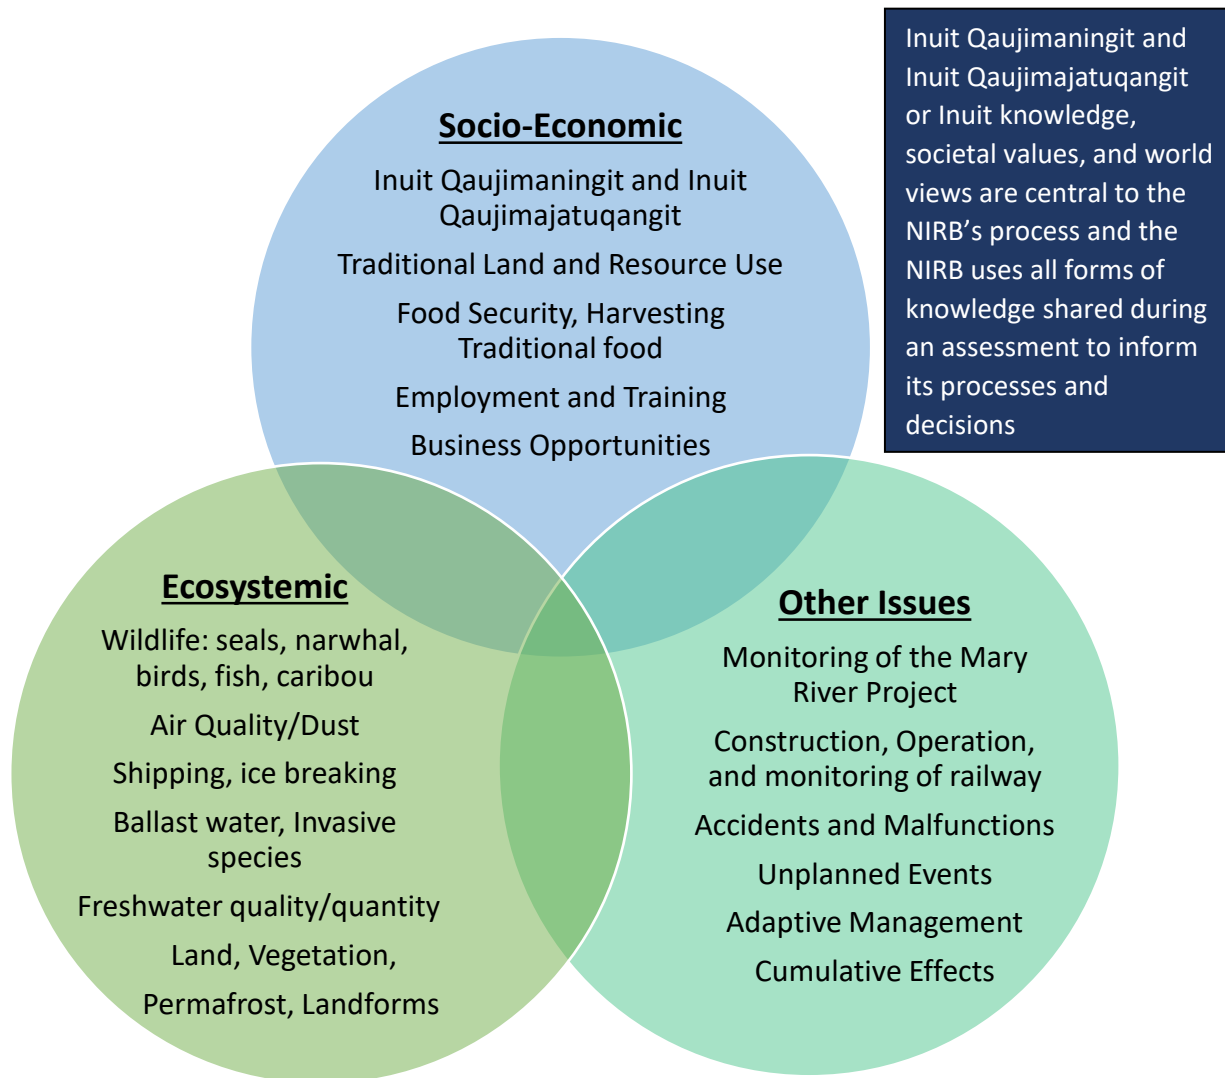 Socio-Economic
Inuit Qaujimaningit and Inuit
Qaujimajatuqangit
Traditional Land and Resource Use
Food Security, Harvesting
Traditional food
Employment and Training
Business Opportunities
Inuit Qaujimaningit and
Inuit Qaujimajatuqangit
or Inuit knowledge,
societal values, and world
views are central to the
NIRB’s process and the
NIRB uses all forms of
knowledge shared during
an assessment to inform
its processes and
decisions
Ecosystemic
Wildlife: seals, narwhal,
birds, fish, caribou
Air Quality/Dust
Shipping, ice breaking
Ballast water, Invasive
species
Freshwater quality/quantity
Land, Vegetation,
Permafrost, Landforms
Other Issues
Monitoring of the Mary
River Project
Construction, Operation,
and monitoring of railway
Accidents and Malfunctions
Unplanned Events
Adaptive Management
Cumulative Effects